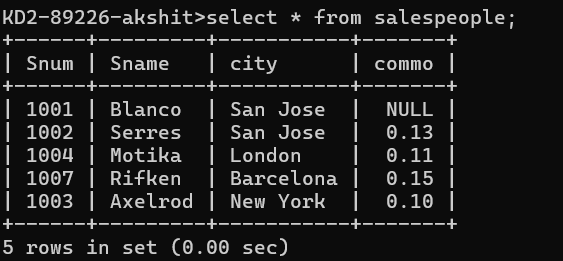 KD2-89226-akshit>select * from salespeople;
+------+---------+-----------+-------+
| Snum | Sname   | city      | commo |
+------+---------+-----------+-------+
| 1001 | Blanco  | San Jose  |  NULL |
| 1002 | Serres  | San Jose  |  0.13 |
| 1004 | Motika  | London    |  0.11 |
| 1007 | Rifken  | Barcelona |  0.15 |
| 1003 | Axelrod | New York  |  0.10 |
+------+---------+-----------+-------+
5 rows in set (0.00 sec)